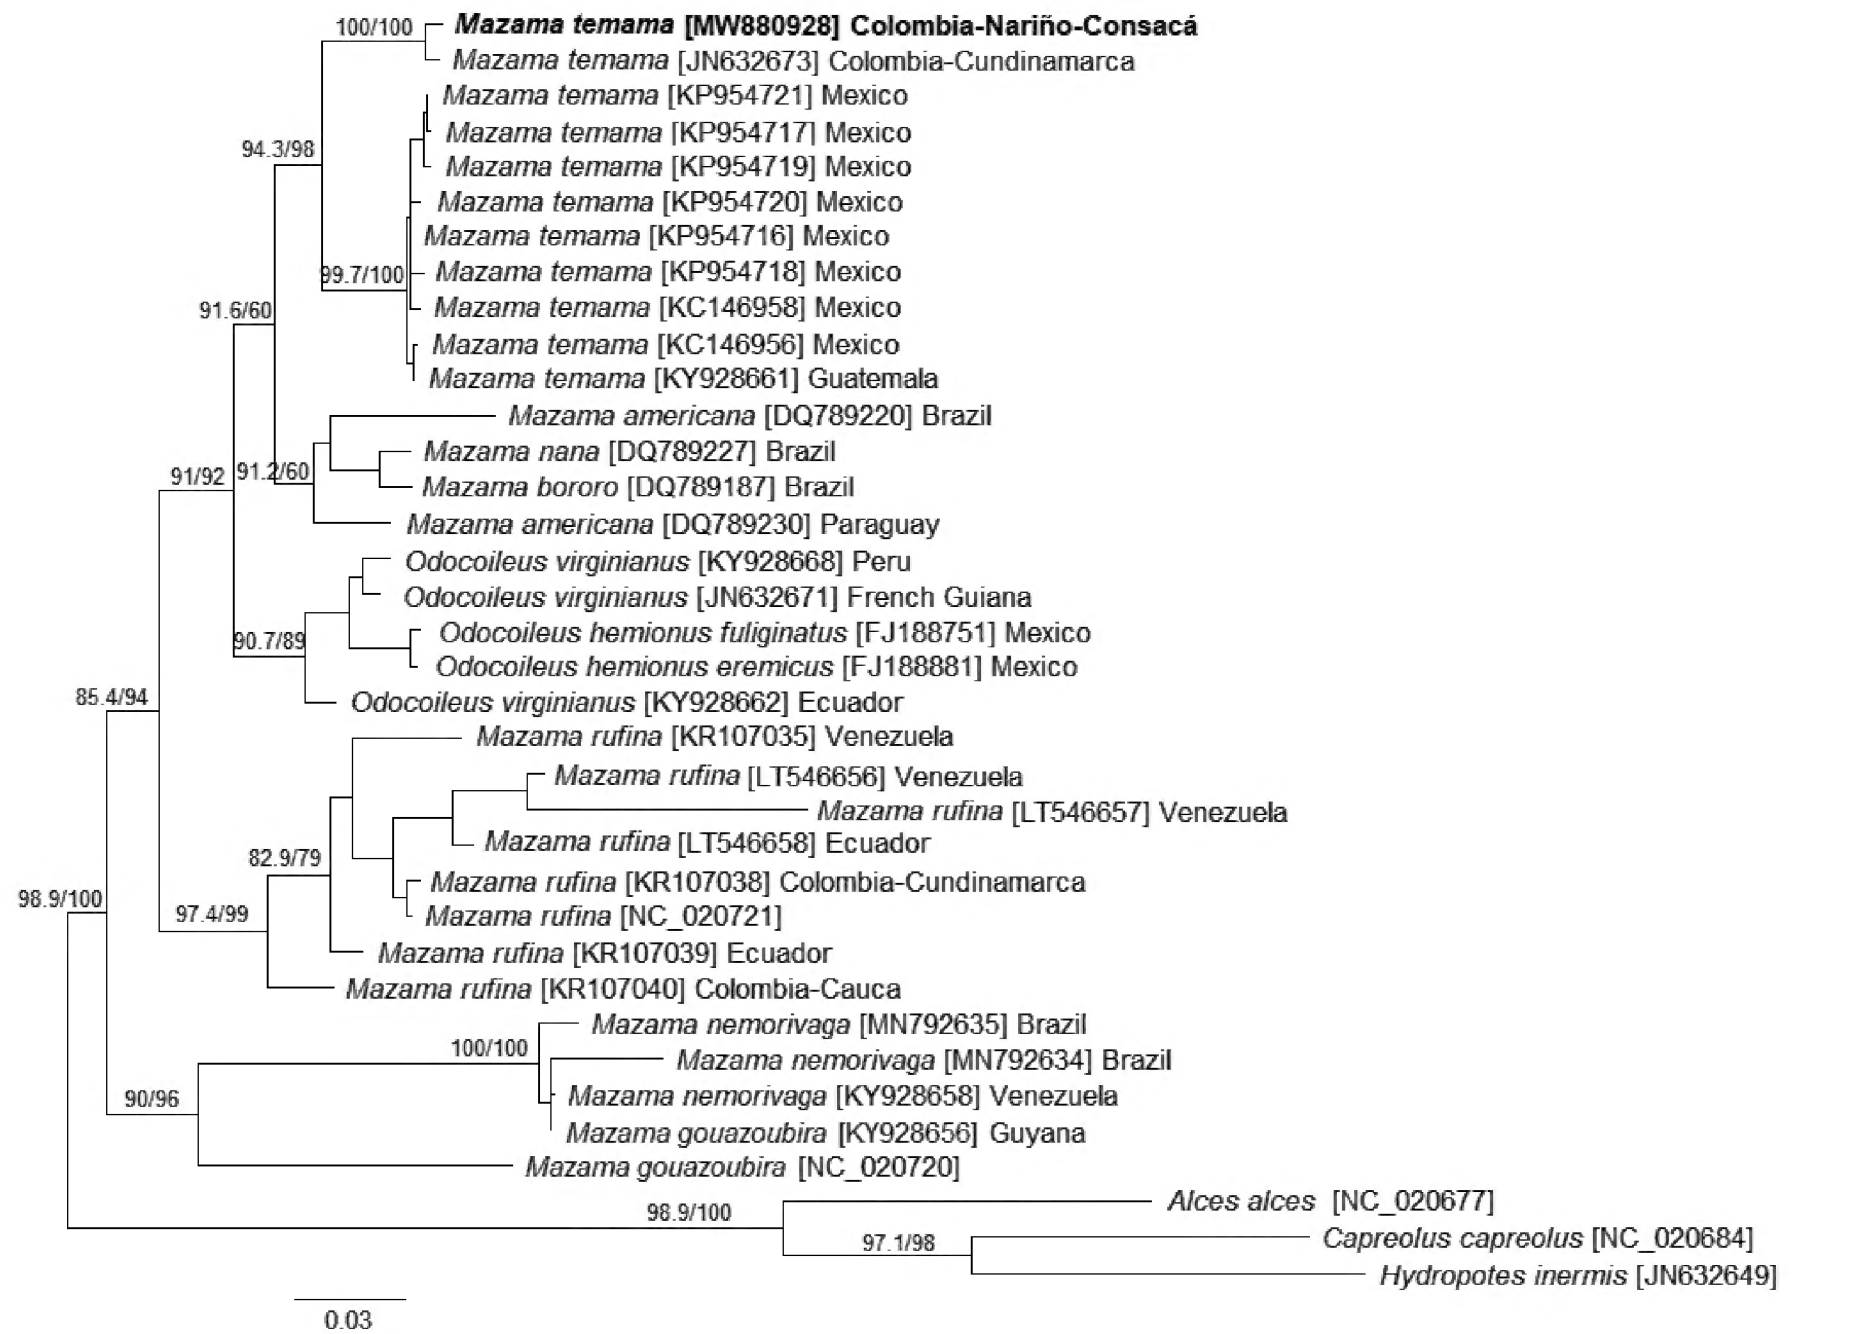 100/100
Mazama temama [MW880928] Colombia-Nariño-Consacá
Mazama temama [JN632673] Colombia-Cundinamarca
Mazama temama [KP954721] Mexico
Mazama temama [KP954717] Mexico
94.3/98
Mazama temama [KP954719] Mexico
Mazama temama [KP954720] Mexico
Mazama temama [KP954716] Mexico
99.7/100
Mazama temama [KP954718] Mexico
91.6/60
Mazama temama [KC146958] Mexico
Mazama temama [KC146956] Mexico
Mazama temama [KY928661] Guatemala
Mazama americana [DQ789220] Brazil
Mazama nana [DQ789227] Brazil
91/92
91.2/60
Mazama bororo [DQ789187] Brazil
Mazama americana [DQ789230] Paraguay
Odocoileus virginianus [KY928668] Peru
Odocoileus virginianus [JN632671] French Guiana
90.7/89
Odocoileus hemionus fuliginatus [FJ188751] Mexico
Odocoileus hemionus eremicus [FJ188881] Mexico
85.4/94
Odocoileus virginianus [KY928662] Ecuador
Mazama rufina [KR107035] Venezuela
Mazama rufina [LT546656] Venezuela
Mazama rufina [LT546657] Venezuela
Mazama rufina [LT546658] Ecuador
82.9/79
Mazama rufina [KR107038] Colombia-Cundinamarca
98.9/100
97.4/99
Mazama rufina [NC_020721]
Mazama rufina [KR107039] Ecuador
Mazama rufina [KR107040] Colombia-Cauca
Mazama nemorivaga [MN792635] Brazil
100/100
Mazama nemorivaga [MN792634] Brazil
90/96
Mazama nemorivaga [KY928658] Venezuela
Mazama gouazoubira [KY928656] Guyana
Mazama gouazoubira [NC_020720]
Alces alces [NC_020677]
98.9/100
97.1/98
Capreolus capreolus [NC_020684]
Hydropotes inermis [JN632649]
0.03